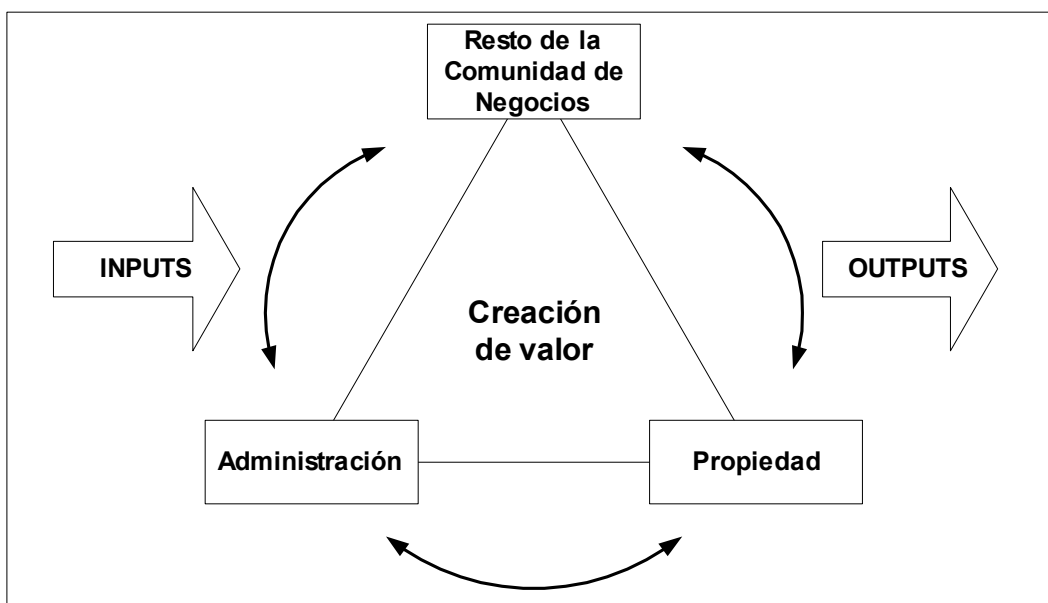 Resto de la
Comunidad de
Negocios
INPUTS
OUTPUTS
Creación
de valor
Administración
Propiedad